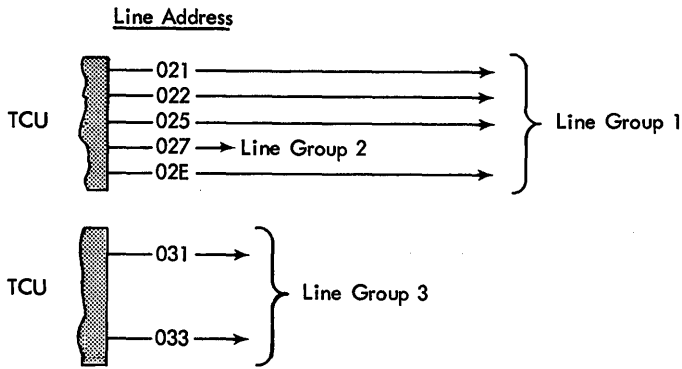 Line Address
021
022
TCU 025 Line Group 1
027 Line Group 2
02E
031
TCU Line Group 3
033